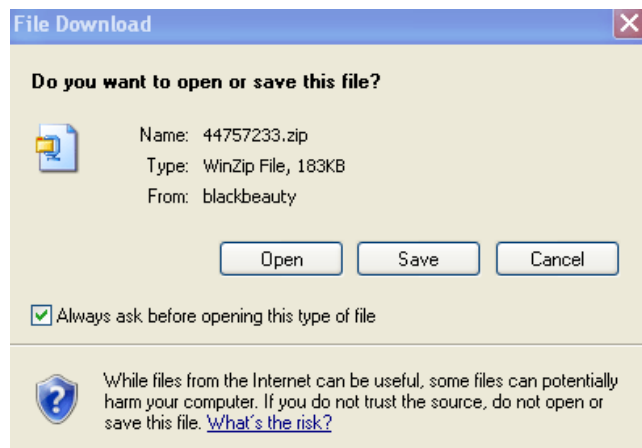 File Download
Do you want to open or save this file?
Name: 44757233.zip
Type: WinZip File, 183KB
From: blackbeauty
Open Save Cancel
Always ask before opening this type of file
While files from the Internet can be useful, some files can potentially
harm your computer. If you do not trust the source, do not open or
save this file. What's the risk?